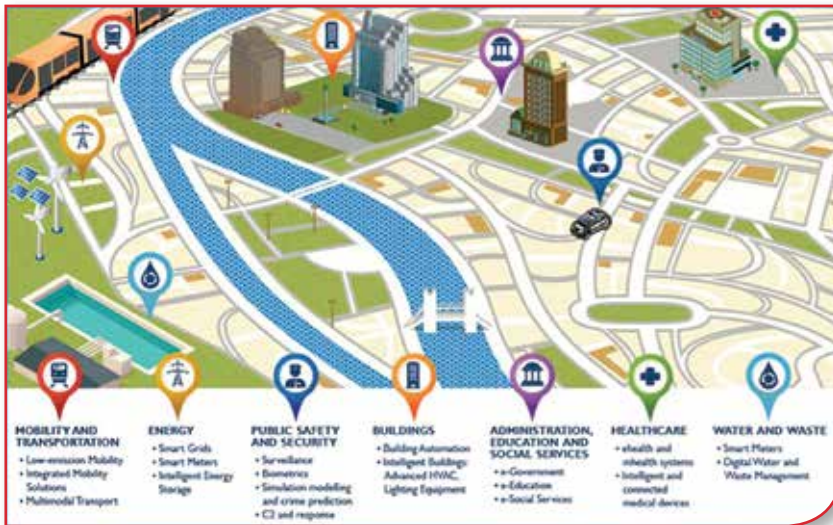 MOBILITY AND
TRANSPORTATION
• Low-emission Mobility
• Integrated Mobility
Solutions
• Multimodal Transport
ENERGY
• Smart Grids
• Smart Meters
• Intelligent Energy
Storage
PUBLIC SAFETY
AND SECURITY
• Surveillance
• Biometrics
• Simulation modelling
and crime prediction
• C2 and response
BUILDINGS
• Building Automation
• Intelligent Buildings:
Advanced HVAC,
Lighting Equipment
ADMINISTRATION,
EDUCATION AND
SOCIAL SERVICES
• e-Government
• e-Education
• e-Social Services
HEALTHCARE
• ehealth and
mhealth systems
• Intelligent and
connected
medical devices
WATER AND WASTE
• Smart Meters
• Digital Water and
Waste Management